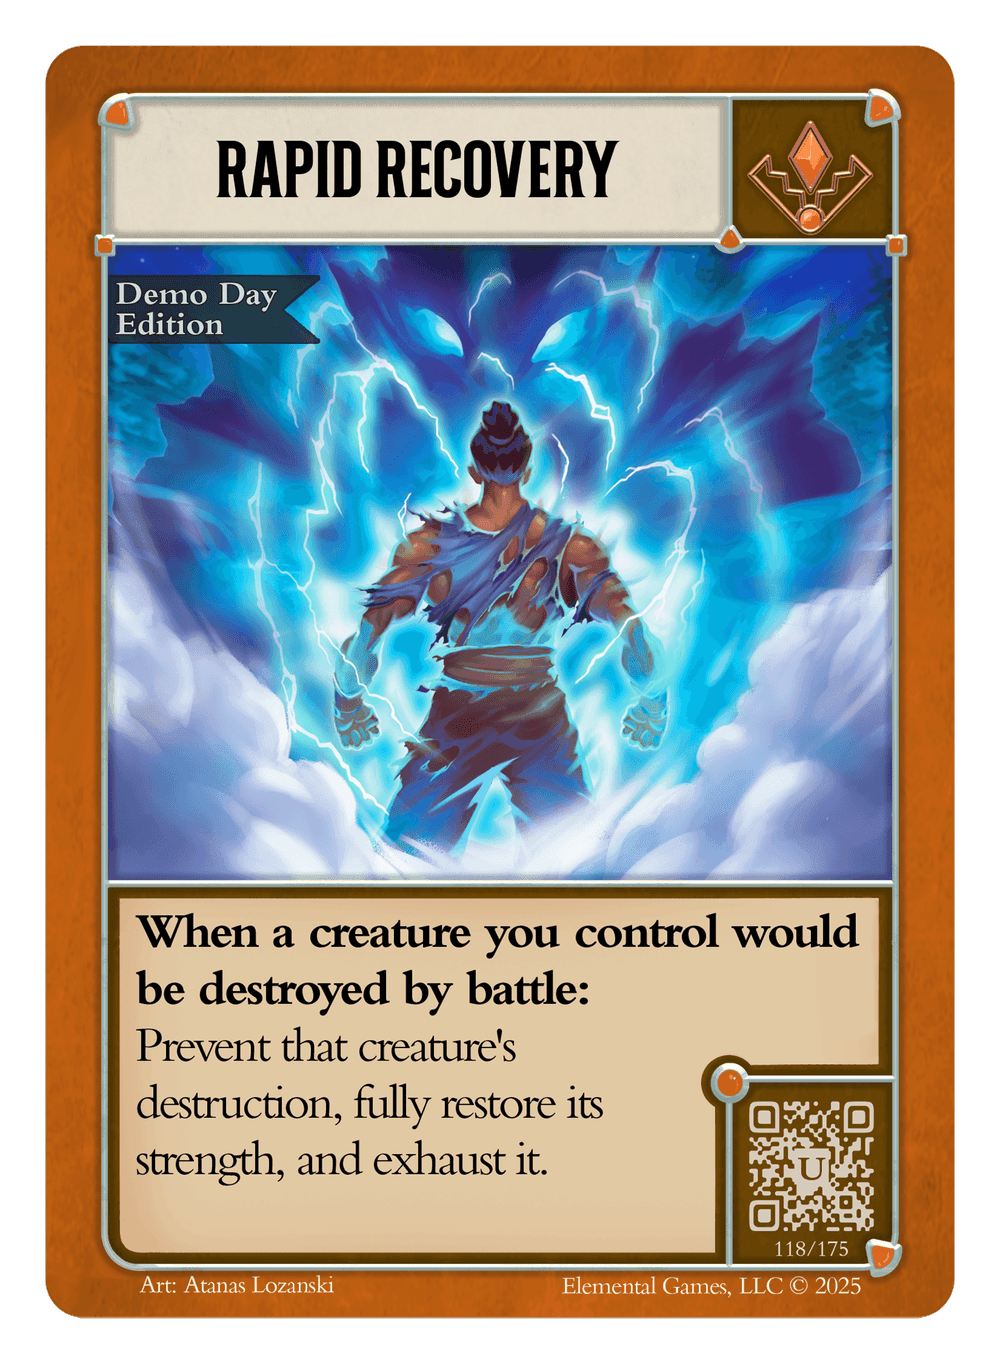 RAPID RECOVERY
Demo Day
Edition
When a creature you control would
be destroyed by battle:
Prevent that creature's
destruction, fully restore its
strength, and exhaust it.
U
118/175
Art: Atanas Lozanski
Elemental Games, LLC © 2025